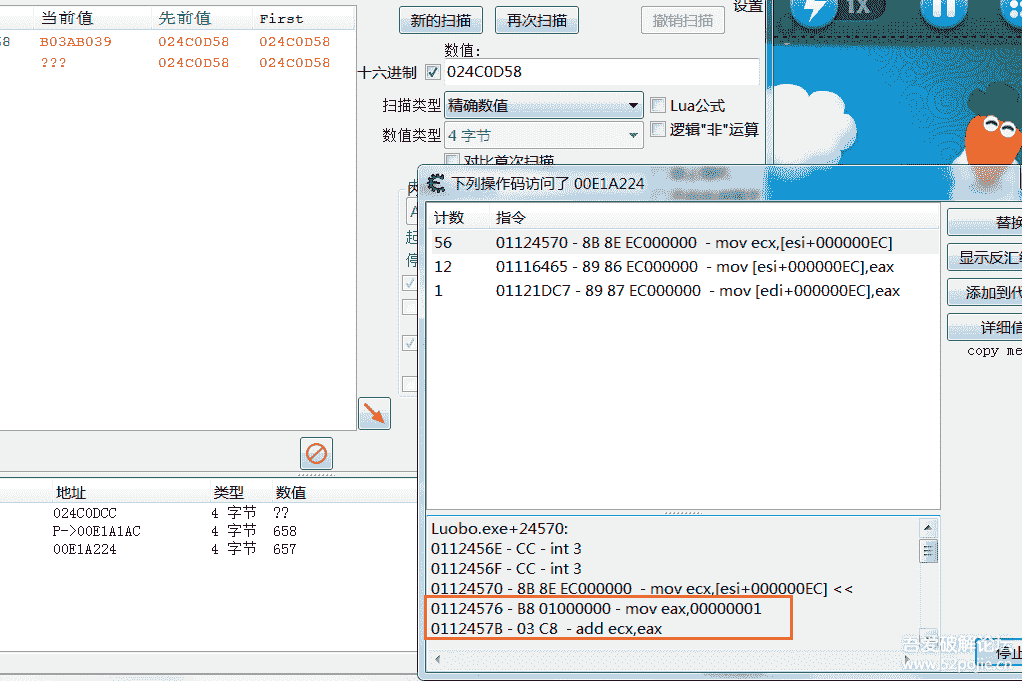 当前值 先前值 First
8 B03AB039 024C0D58 024C0D58
??? 024C0D58 024C0D58
新的扫描 再次扫描 撤销扫描 设置
1X
数值:
十六进制 024C0D58
扫描类型 精确数值 Lua公式
数值类型 4 字节 逻辑"非"运算
对比首次扫描
下列操作码访问了 00E1A224
计数 指令
56 01124570 - 8B 8E EC000000 - mov ecx,[esi+000000EC]
12 01116465 - 89 86 EC000000 - mov [esi+000000EC],eax
1 01121DC7 - 89 87 EC000000 - mov [edi+000000EC],eax
替换
显示反汇编
添加到代
详细信
copy me
地址 类型 数值
024C0DCC 4 字节 ??
P->00E1A1AC 4 字节 658
00E1A224 4 字节 657
Luobo.exe+24570:
0112456E - CC - int 3
0112456F - CC - int 3
01124570 - 8B 8E EC000000 - mov ecx,[esi+000000EC] <<
01124576 - B8 01000000 - mov eax,00000001
0112457B - 03 C8 - add ecx,eax
停止
吾爱破解论坛
www.52pojie.cn